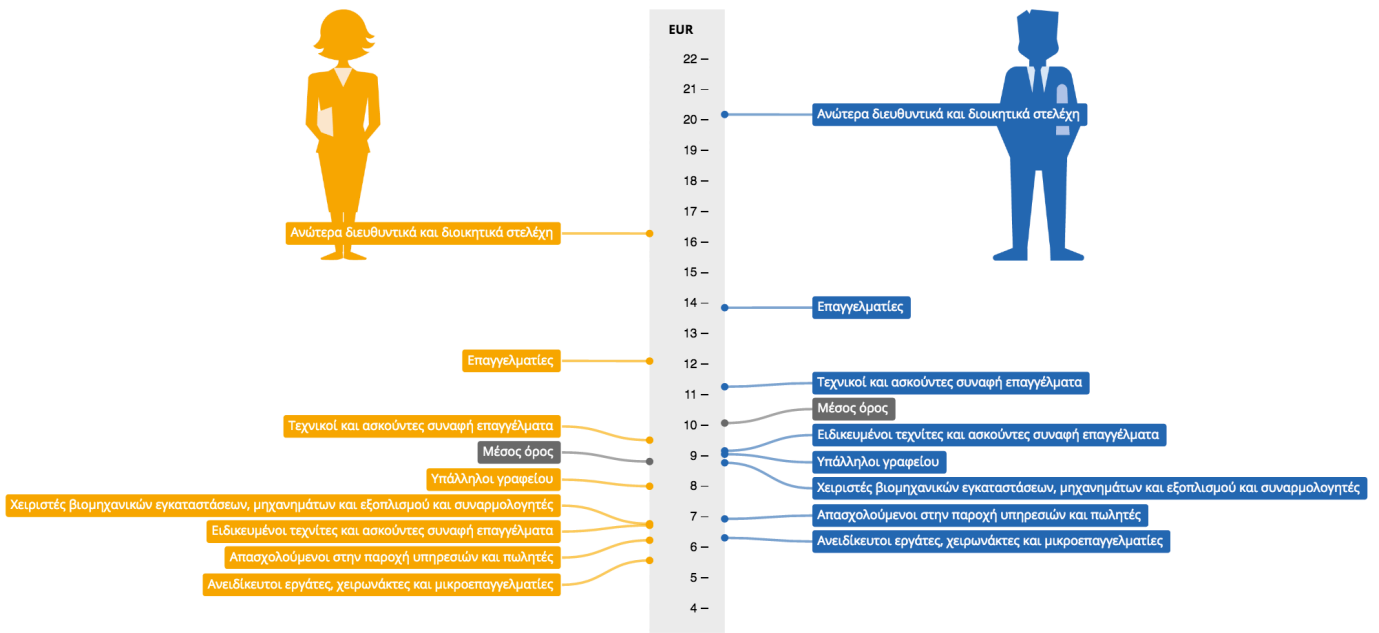 EUR
22
21
20
19
18
17
16
15
14
13
12
11
10
9
8
7
6
5
4
Ανώτερα διευθυντικά και διοικητικά στελέχη
Επαγγελματίες
Τεχνικοί και ασκούντες συναφή επαγγέλματα
Μέσος όρος
Υπάλληλοι γραφείου
Χειριστές βιομηχανικών εγκαταστάσεων, μηχανημάτων και εξοπλισμού και συναρμολογητές
Ειδικευμένοι τεχνίτες και ασκούντες συναφή επαγγέλματα
Απασχολούμενοι στην παροχή υπηρεσιών και πωλητές
Ανειδίκευτοι εργάτες, χειρωνάκτες και μικροεπαγγελματίες
Ανώτερα διευθυντικά και διοικητικά στελέχη
Επαγγελματίες
Τεχνικοί και ασκούντες συναφή επαγγέλματα
Μέσος όρος
Ειδικευμένοι τεχνίτες και ασκούντες συναφή επαγγέλματα
Υπάλληλοι γραφείου
Χειριστές βιομηχανικών εγκαταστάσεων, μηχανημάτων και εξοπλισμού και συναρμολογητές
Απασχολούμενοι στην παροχή υπηρεσιών και πωλητές
Ανειδίκευτοι εργάτες, χειρωνάκτες και μικροεπαγγελματίες